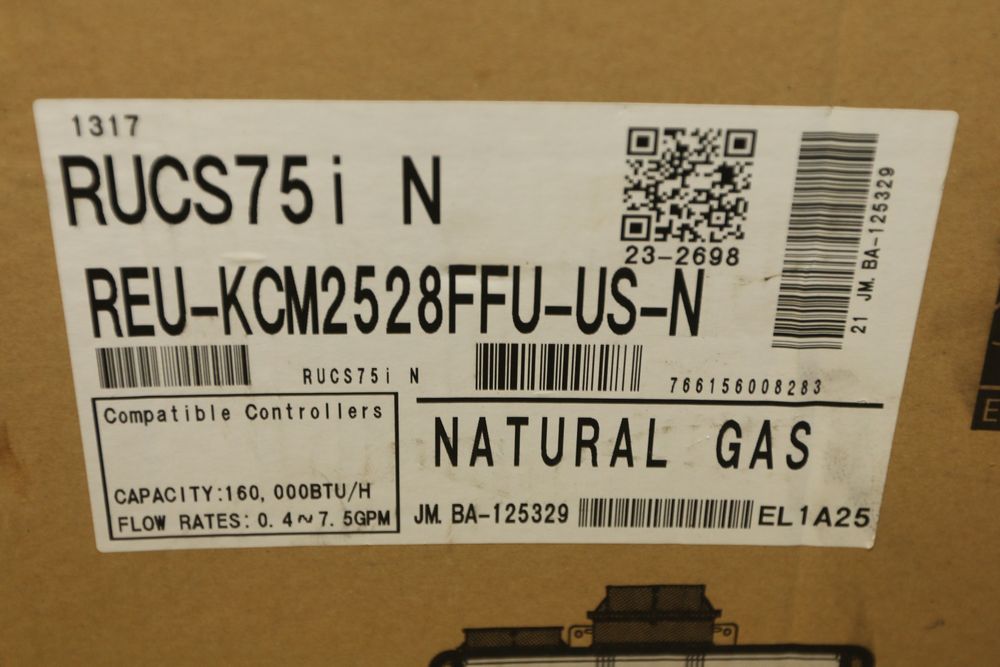 1317
RUCS75i N
23-2698
REU-KCM2528FFU-US-N
21 JM. BA-125329
RUCS75i N
766156008283
Compatible Controllers
CAPACITY:160,000BTU/H
FLOW RATES:0.4~7.5GPM
NATURAL GAS
JM. BA-125329
EL1A25
E